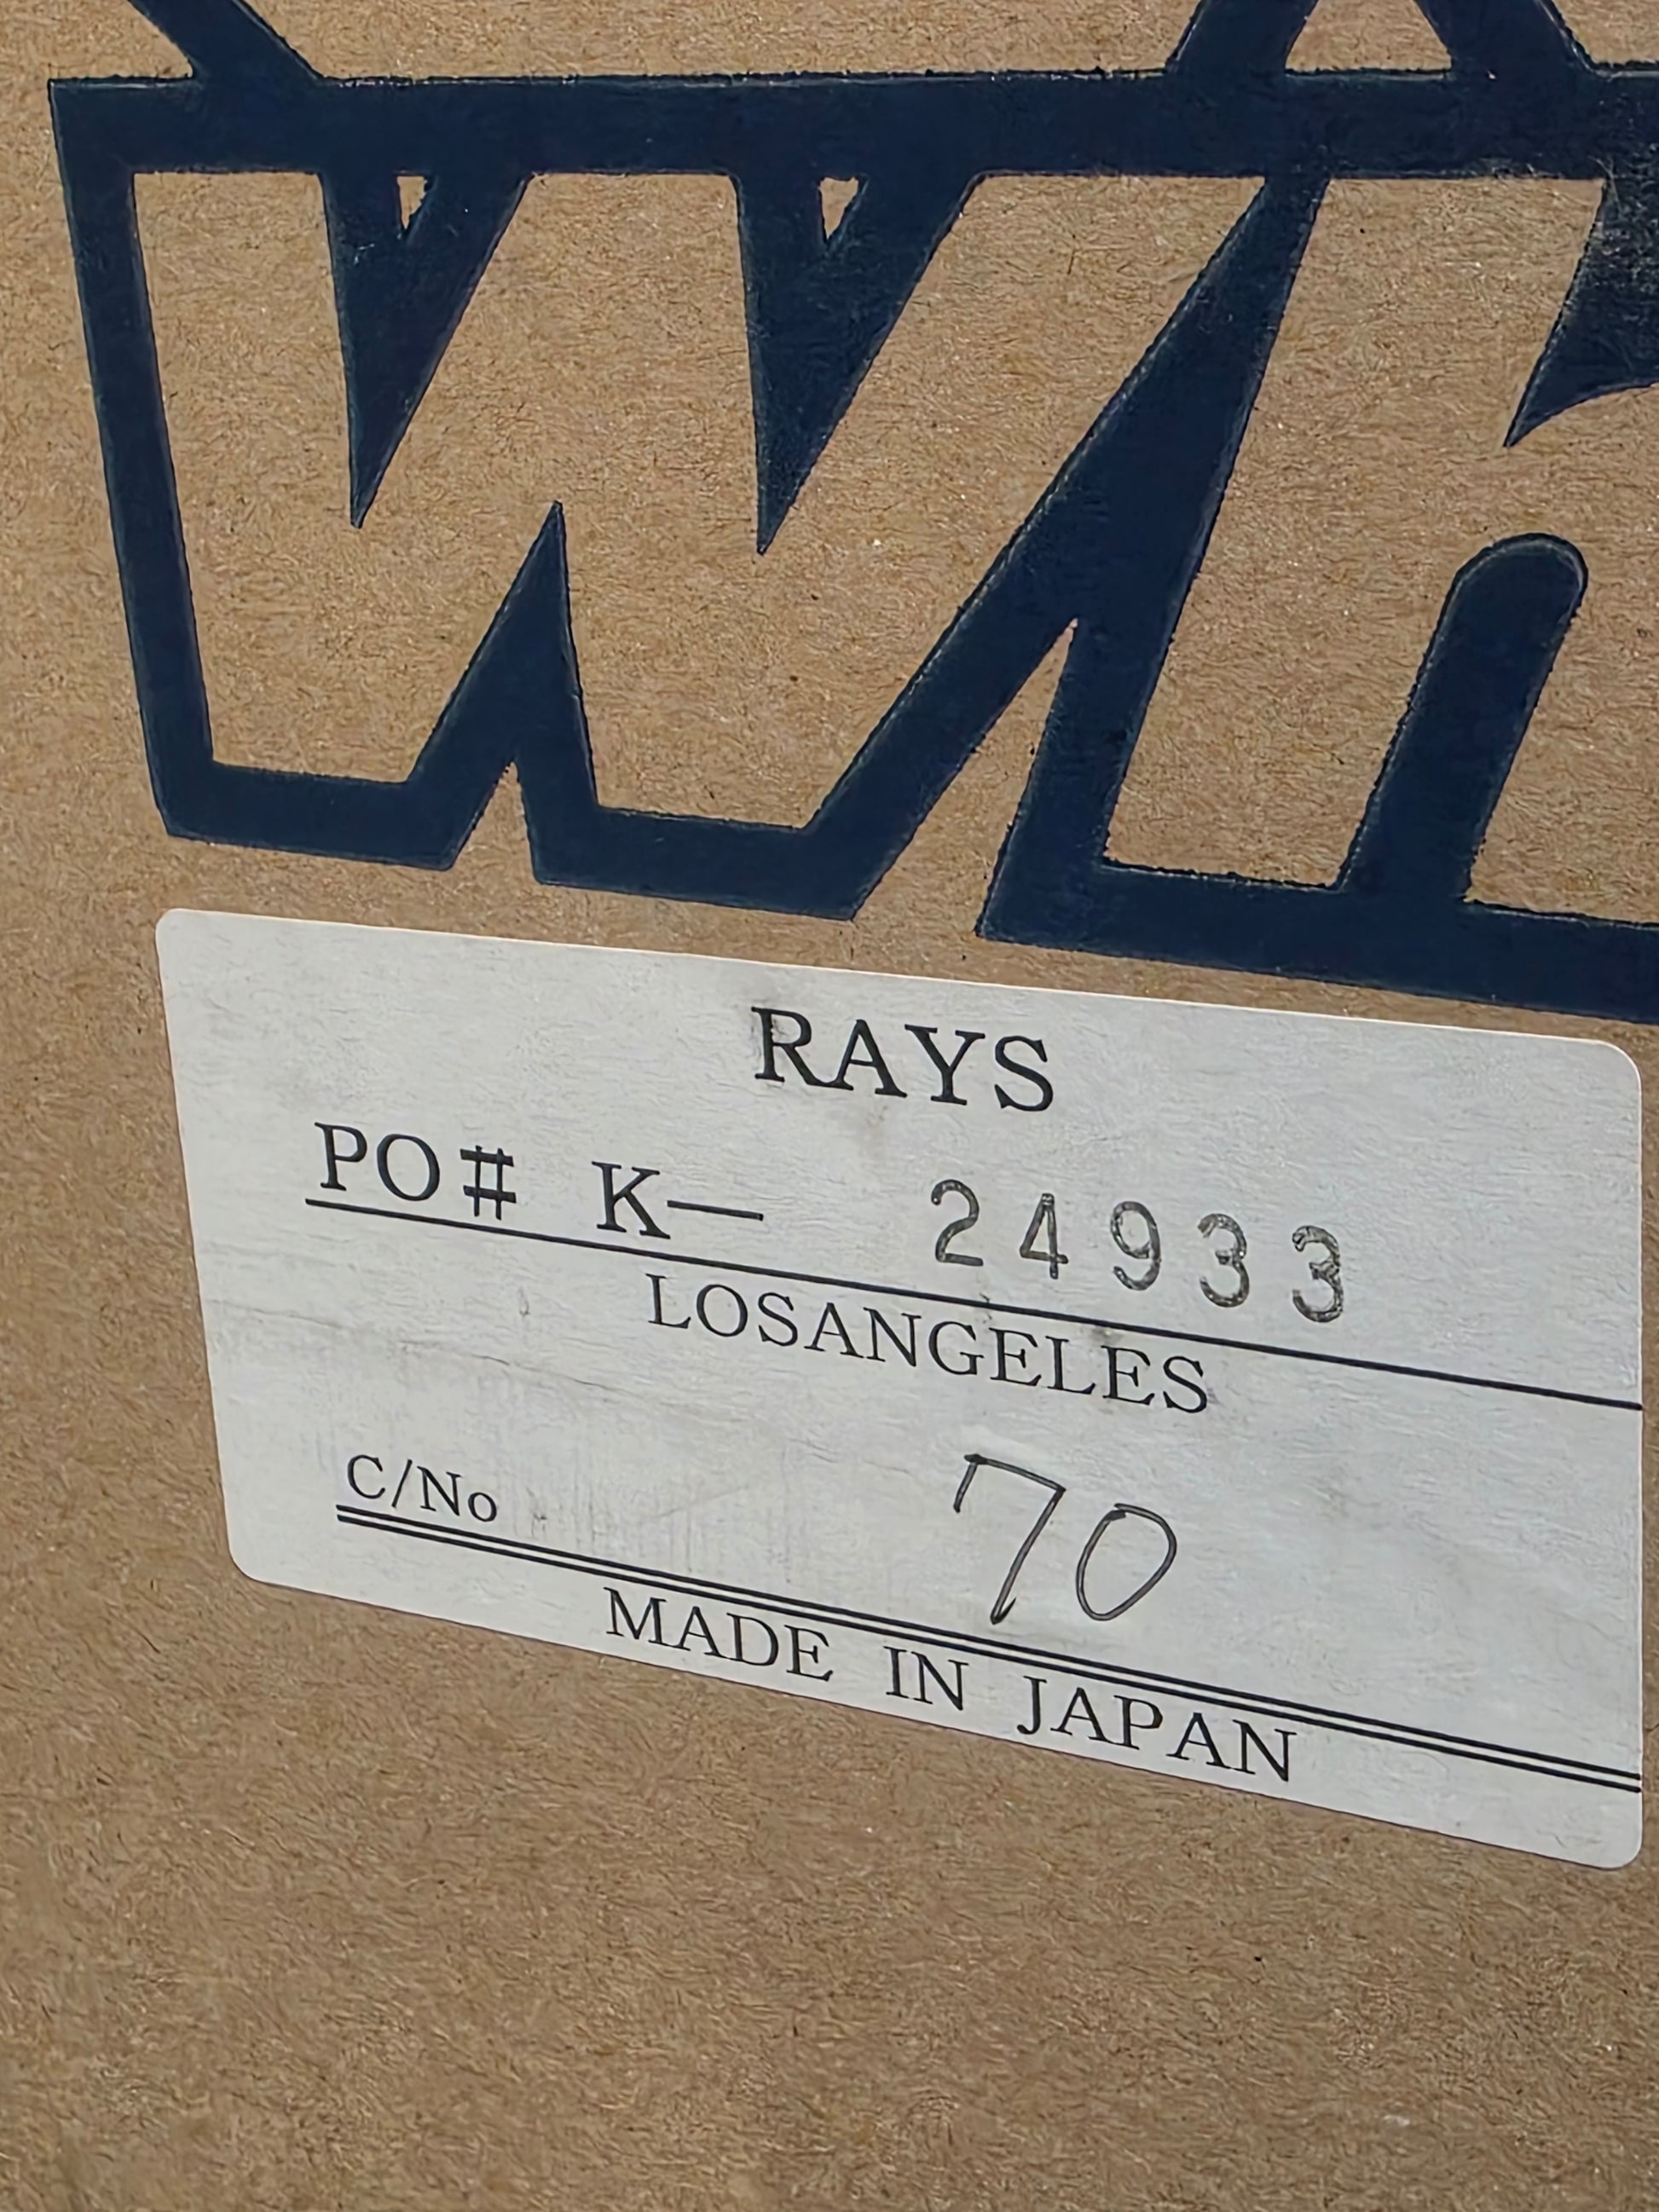 RAYS
PO# K— 24933
LOSANGELES
C/No 70
MADE IN JAPAN